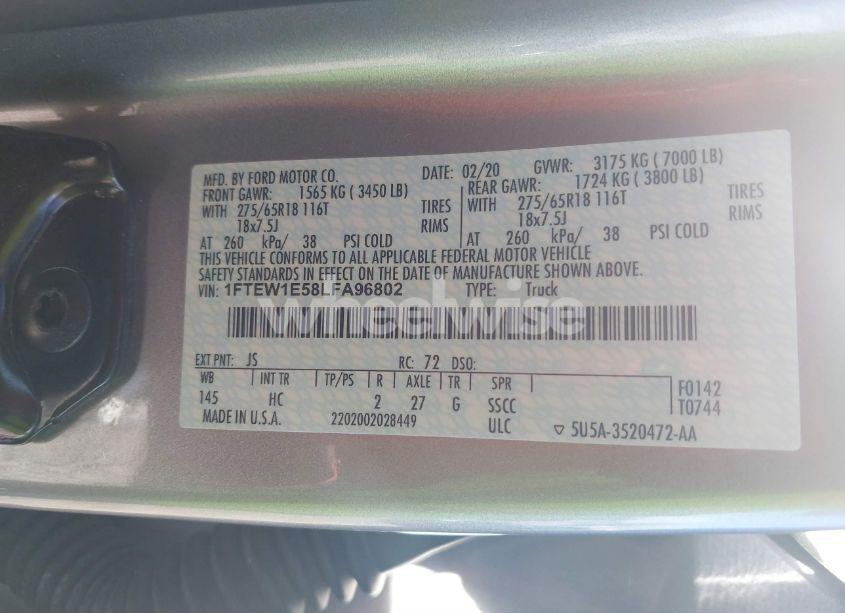 MFD. BY FORD MOTOR CO. DATE: 02/20 GVWR: 3175 KG ( 7000 LB)
FRONT GAWR: 1565 KG ( 3450 LB) REAR GAWR: 1724 KG ( 3800 LB)
WITH 275/65R18 116T TIRES WITH 275/65R18 116T TIRES
18x7.5J RIMS 18x7.5J RIMS
AT 260 kPa/ 38 PSI COLD AT 260 kPa/ 38 PSI COLD
THIS VEHICLE CONFORMS TO ALL APPLICABLE FEDERAL MOTOR VEHICLE
SAFETY STANDARDS IN EFFECT ON THE DATE OF MANUFACTURE SHOWN ABOVE.
VIN: 1FTEW1E58LFA96802 TYPE: Truck
wheelwise
EXT PNT: JS RC: 72 DSO:
WB INT TR TP/PS R AXLE TR SPR F0142
145 HC 2 27 G SSCC T0744
MADE IN U.S.A. 2202002028449 ULC ▽ 5U5A-3520472-AA